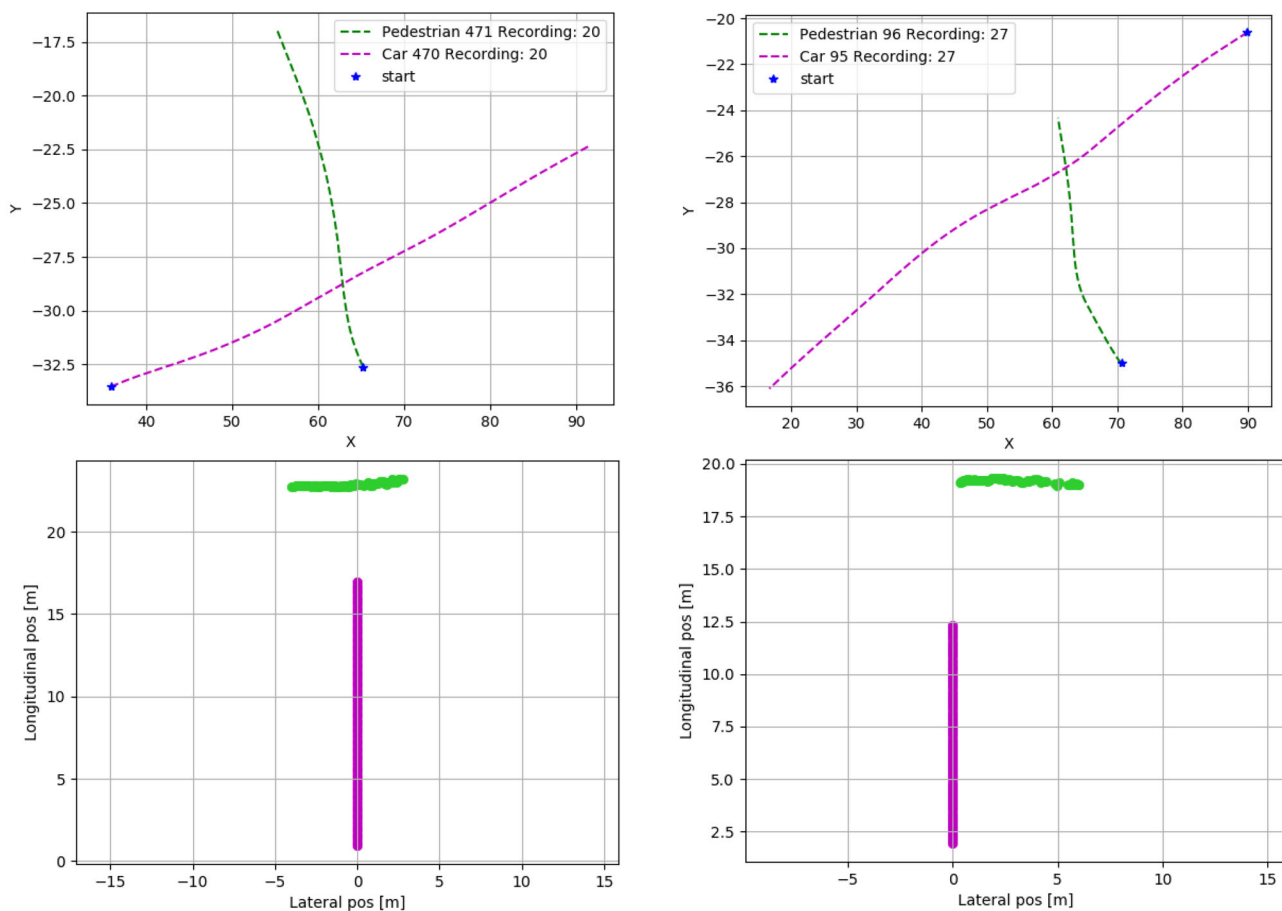 Pedestrian 471 Recording: 20
Car 470 Recording: 20
start
−17.5
−20.0
−22.5
−25.0
−27.5
−30.0
−32.5
Y
40 50 60 70 80 90
X
Pedestrian 96 Recording: 27
Car 95 Recording: 27
start
−20
−22
−24
−26
−28
−30
−32
−34
−36
Y
20 30 40 50 60 70 80 90
X
20
15
10
5
0
Longitudinal pos [m]
−15 −10 −5 0 5 10 15
Lateral pos [m]
20.0
17.5
15.0
12.5
10.0
7.5
5.0
2.5
Longitudinal pos [m]
−5 0 5 10 15
Lateral pos [m]